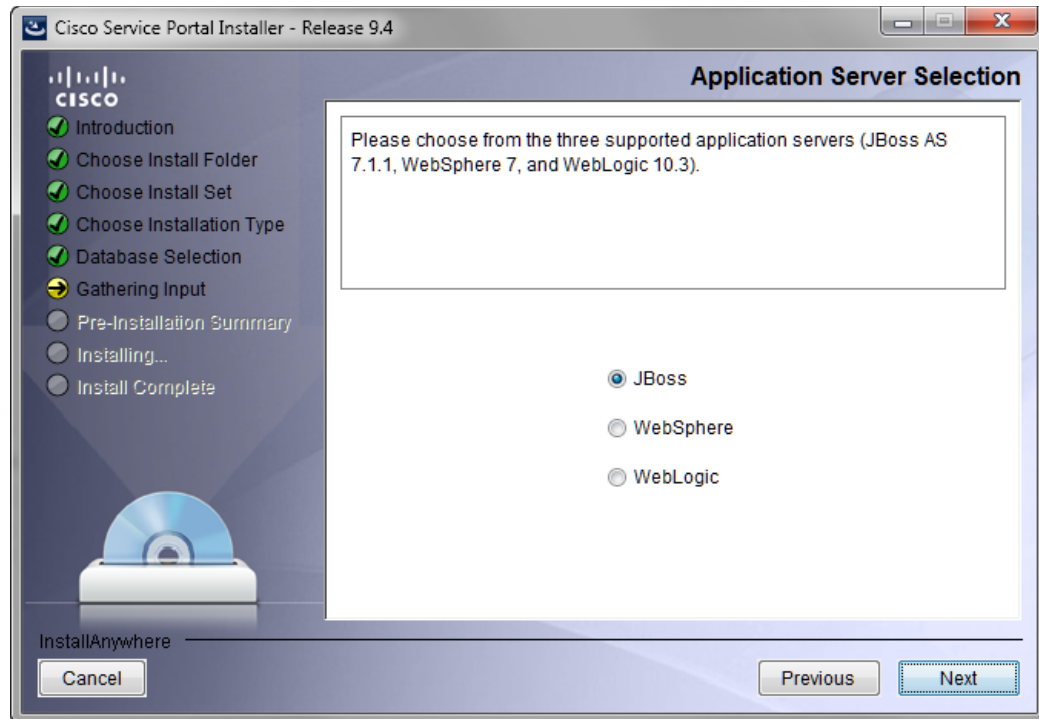 Cisco Service Portal Installer - Release 9.4
CISCO
Application Server Selection
Introduction
Choose Install Folder
Choose Install Set
Choose Installation Type
Database Selection
Gathering Input
Pre-Installation Summary
Installing...
Install Complete
Please choose from the three supported application servers (JBoss AS
7.1.1, WebSphere 7, and WebLogic 10.3).
JBoss
WebSphere
WebLogic
InstallAnywhere
Cancel
Previous
Next